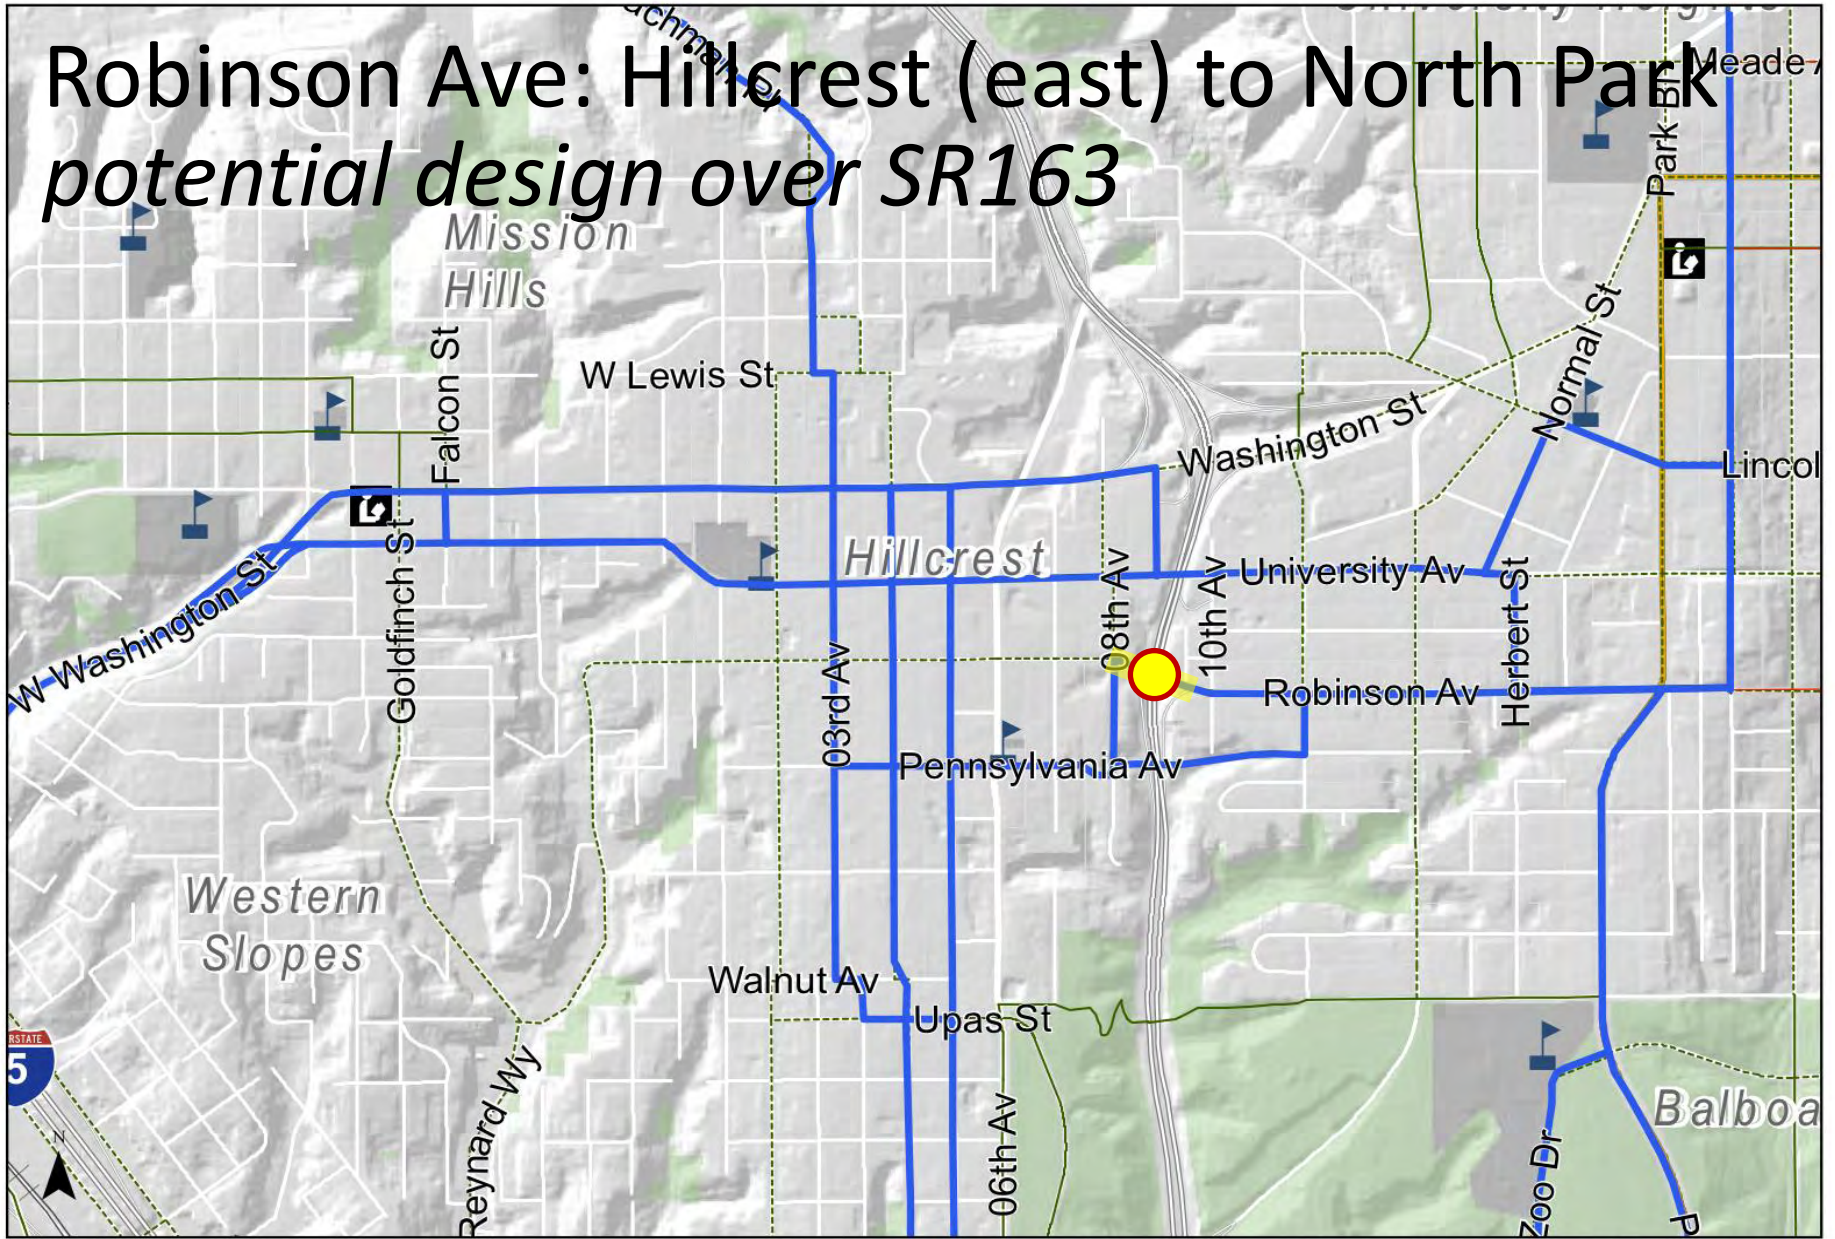 Robinson Ave: Hillcrest (east) to North Park
potential design over SR163
Meade
Park Bl
Mission
Hills
Normal St
Falcon St
W Lewis St
Washington St
Lincol
Goldfinch St
Hillcrest
University Av
W Washington St
08th Av
10th Av
Herbert St
03rd Av
Robinson Av
Pennsylvania Av
Western
Slopes
Walnut Av
Upas St
5
N
Reynard Wy
06th Av
Balboa
Zoo Dr
P